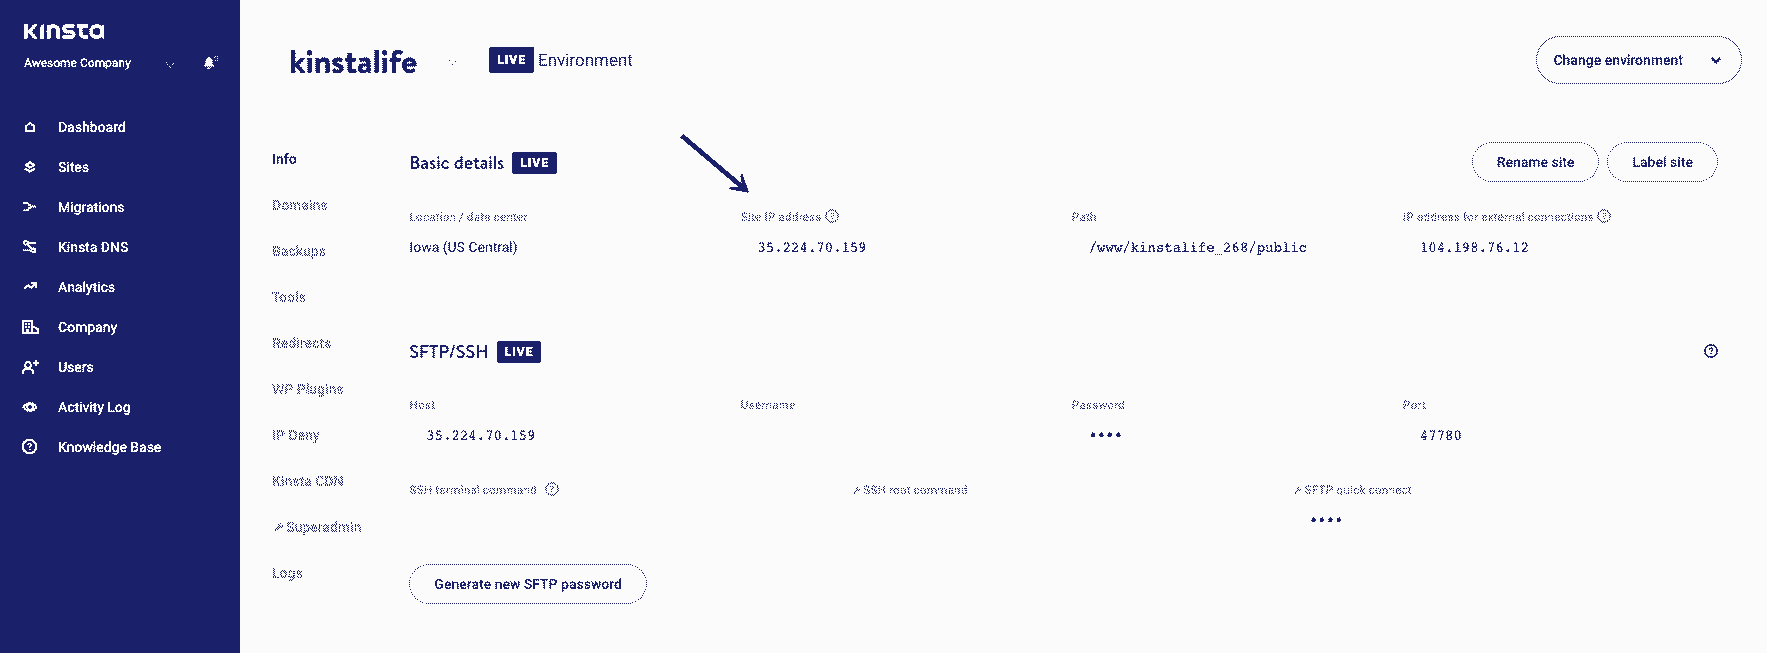 Kinsta
Awesome Company
Dashboard
Sites
Migrations
Kinsta DNS
Analytics
Company
Users
Activity Log
Knowledge Base
kinstalife LIVE Environment
Change environment
Info
Domains
Backups
Tools
Redirects
WP Plugins
IP Deny
Kinsta CDN
Superadmin
Logs
Basic details LIVE
Rename site
Label site
Location / data center
Iowa (US Central)
Site IP address
35.224.70.159
Path
/www/kinstalife_268/public
IP address for external connections
104.198.76.12
SFTP/SSH LIVE
Host
35.224.70.159
Username
Password
••••
Port
47780
SSH terminal command
SSH root command
SFTP quick connect
••••
Generate new SFTP password